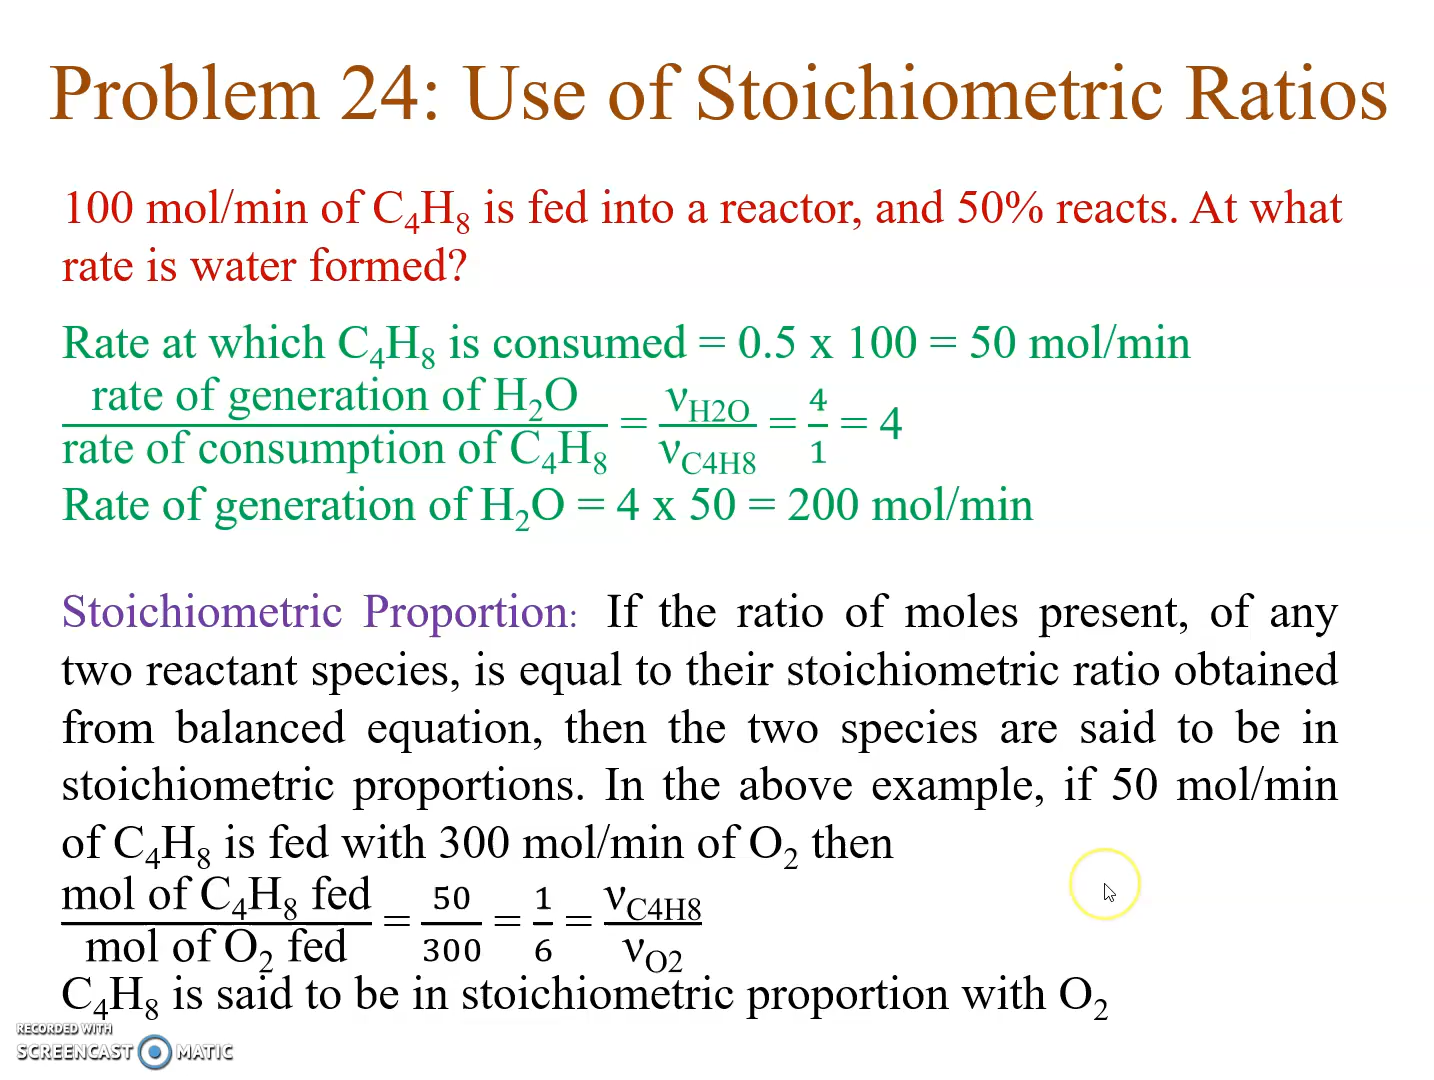 Problem 24: Use of Stoichiometric Ratios
100 mol/min of C₄H₈ is fed into a reactor, and 50% reacts. At what
rate is water formed?
Rate at which C₄H₈ is consumed = 0.5 x 100 = 50 mol/min
rate of generation of H₂O / rate of consumption of C₄H₈ = ν_H2O / ν_C4H8 = 4/1 = 4
Rate of generation of H₂O = 4 x 50 = 200 mol/min
Stoichiometric Proportion: If the ratio of moles present, of any
two reactant species, is equal to their stoichiometric ratio obtained
from balanced equation, then the two species are said to be in
stoichiometric proportions. In the above example, if 50 mol/min
of C₄H₈ is fed with 300 mol/min of O₂ then
mol of C₄H₈ fed / mol of O₂ fed = 50/300 = 1/6 = ν_C4H8 / ν_O2
C₄H₈ is said to be in stoichiometric proportion with O₂
RECORDED WITH
SCREENCAST MATIC